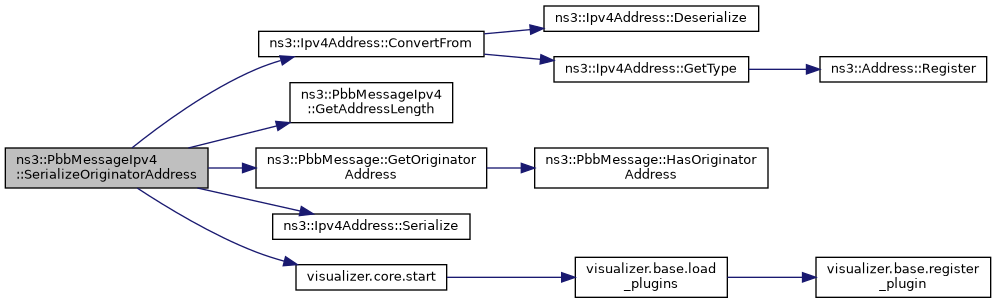 ns3::PbbMessageIpv4
::SerializeOriginatorAddress
ns3::Ipv4Address::ConvertFrom
ns3::Ipv4Address::Deserialize
ns3::Ipv4Address::GetType
ns3::Address::Register
ns3::PbbMessageIpv4
::GetAddressLength
ns3::PbbMessage::GetOriginator
Address
ns3::PbbMessage::HasOriginator
Address
ns3::Ipv4Address::Serialize
visualizer.core.start
visualizer.base.load
_plugins
visualizer.base.register
_plugin